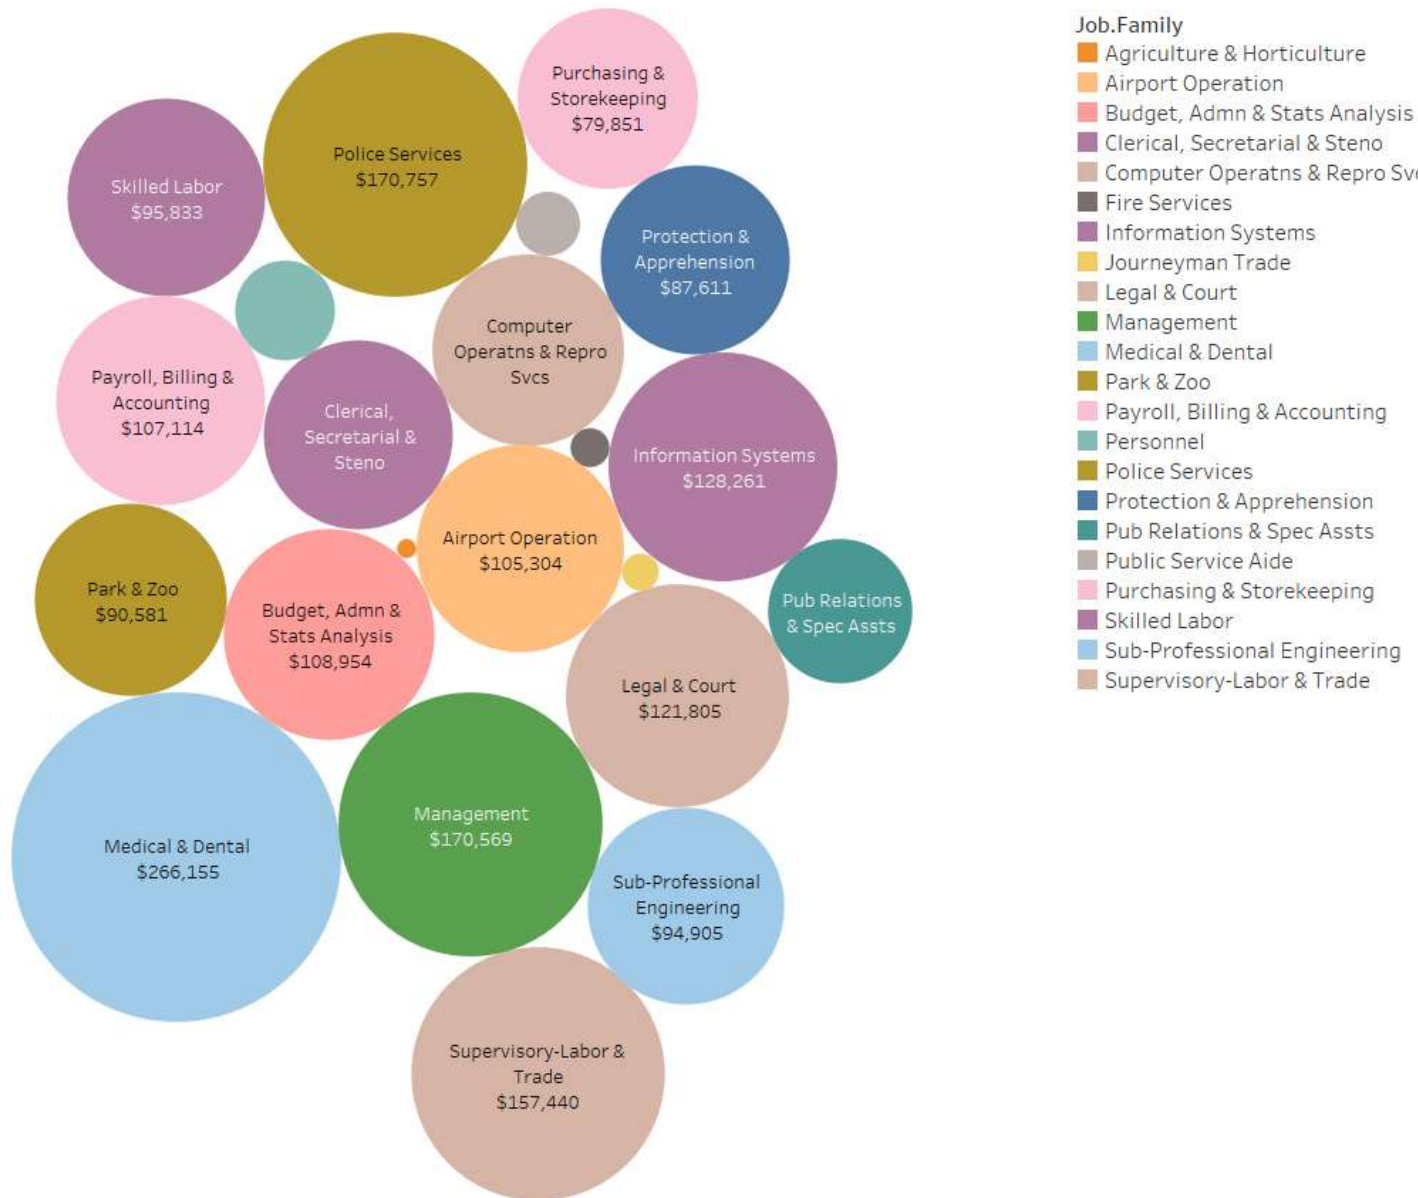 Purchasing &
Storekeeping
$79,851
Police Services
$170,757
Skilled Labor
$95,833
Protection &
Apprehension
$87,611
Computer
Operatns & Repro
Svcs
Payroll, Billing &
Accounting
$107,114
Clerical,
Secretarial &
Steno
Information Systems
$128,261
Airport Operation
$105,304
Park & Zoo
$90,581
Budget, Admn &
Stats Analysis
$108,954
Pub Relations
& Spec Assts
Legal & Court
$121,805
Management
$170,569
Medical & Dental
$266,155
Sub-Professional
Engineering
$94,905
Supervisory-Labor &
Trade
$157,440
Job.Family
Agriculture & Horticulture
Airport Operation
Budget, Admn & Stats Analysis
Clerical, Secretarial & Steno
Computer Operatns & Repro Svc
Fire Services
Information Systems
Journeyman Trade
Legal & Court
Management
Medical & Dental
Park & Zoo
Payroll, Billing & Accounting
Personnel
Police Services
Protection & Apprehension
Pub Relations & Spec Assts
Public Service Aide
Purchasing & Storekeeping
Skilled Labor
Sub-Professional Engineering
Supervisory-Labor & Trade